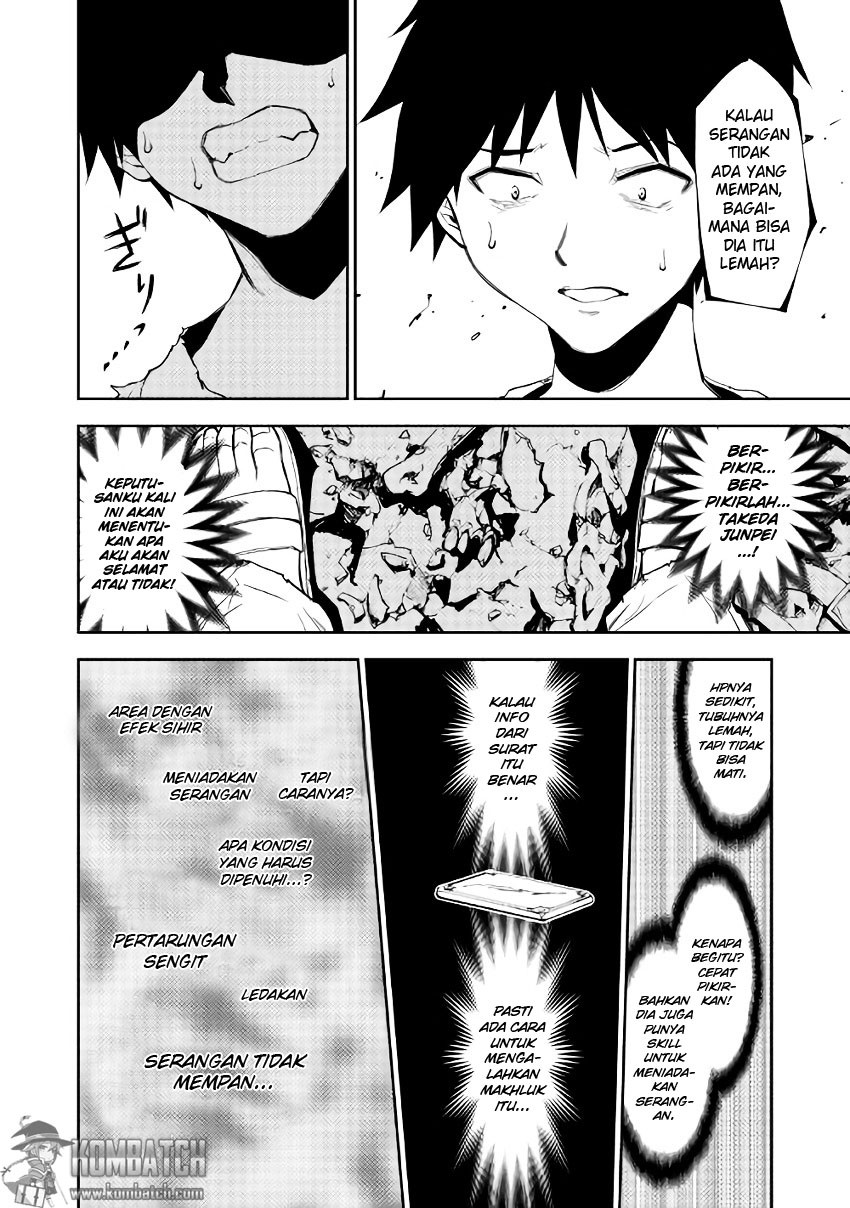 KALAU
SERANGAN
TIDAK
ADA YANG
MEMPAN,
BAGAI-
MANA BISA
DIA ITU
LEMAH?
ぎりっ…
BER-
PIKIR...
BER-
PIKIRLAH...
TAKEDA
JUNPEI
...!
KEPUTU-
SANKU KALI
INI AKAN
MENENTU-
KAN APA
AKU AKAN
SELAMAT
ATAU TIDAK!
HPNYA
SEDIKIT,
TUBUHNYA
LEMAH,
TAPI TIDAK
BISA
MATI.
KENAPA
BEGITU?
CEPAT
PIKIR-
KAN!
BAHKAN
DIA JUGA
PUNYA
SKILL
UNTUK
MENIADA-
KAN
SERANG-
AN.
KALAU
INFO
DARI
SURAT
ITU
BENAR
...
PASTI
ADA CARA
UNTUK
MENGA-
LAHKAN
MAKHLUK
ITU...
AREA DENGAN
EFEK SIHIR
MENIADAKAN
SERANGAN
TAPI
CARANYA?
APA KONDISI
YANG HARUS
DIPENUHI...?
PERTARUNGAN
SENGIT
LEDAKAN
SERANGAN TIDAK
MEMPAN...
KOMBATCH
www.kombatch.com